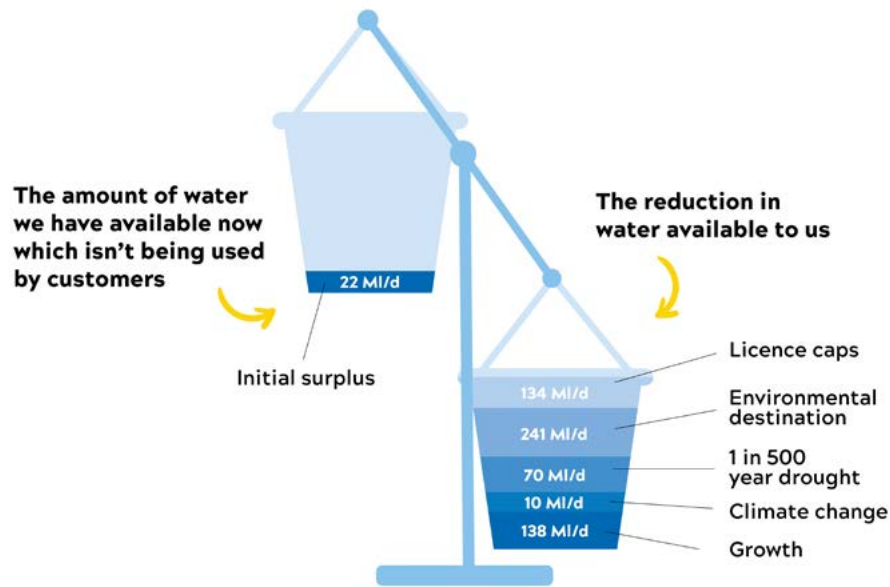 The amount of water
we have available now
which isn't being used
by customers
22 Ml/d
Initial surplus
The reduction in
water available to us
134 Ml/d
Licence caps
241 Ml/d
Environmental
destination
70 Ml/d
1 in 500
year drought
10 Ml/d
Climate change
138 Ml/d
Growth